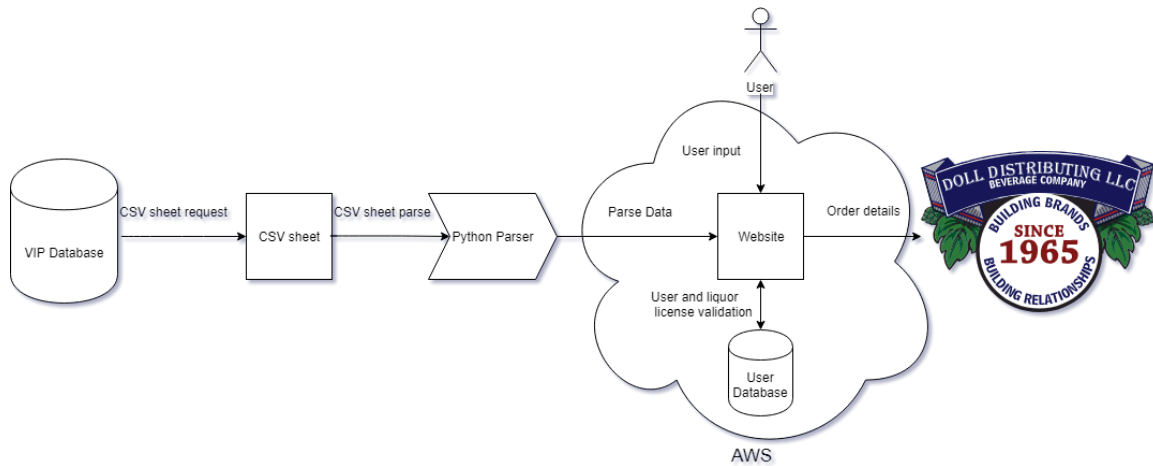 User
User input
DOLL DISTRIBUTING LLC
BEVERAGE COMPANY
BUILDING BRANDS
SINCE
1965
BUILDING RELATIONSHIPS
CSV sheet request
CSV sheet parse
Parse Data
Order details
VIP Database
CSV sheet
Python Parser
Website
User and liquor
license validation
User
Database
AWS